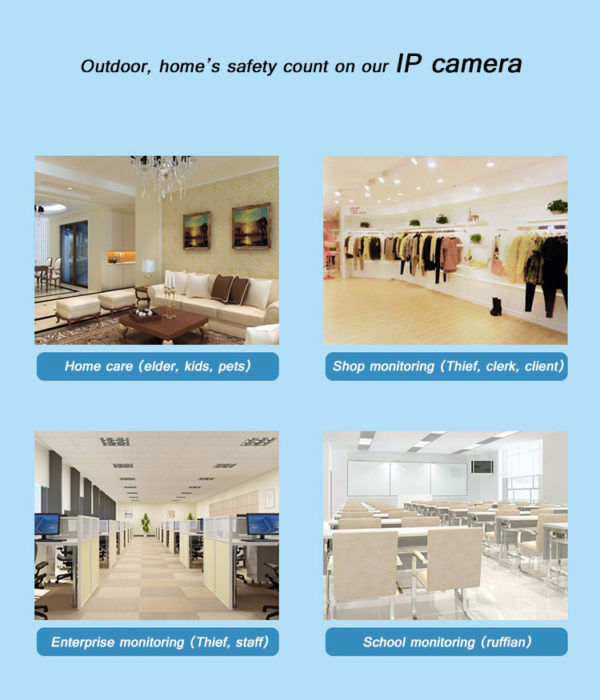 Outdoor, home's safety count on our IP camera
Home care (elder, kids, pets)
Shop monitoring (Thief, clerk, client)
Enterprise monitoring (Thief, staff)
School monitoring (ruffian)